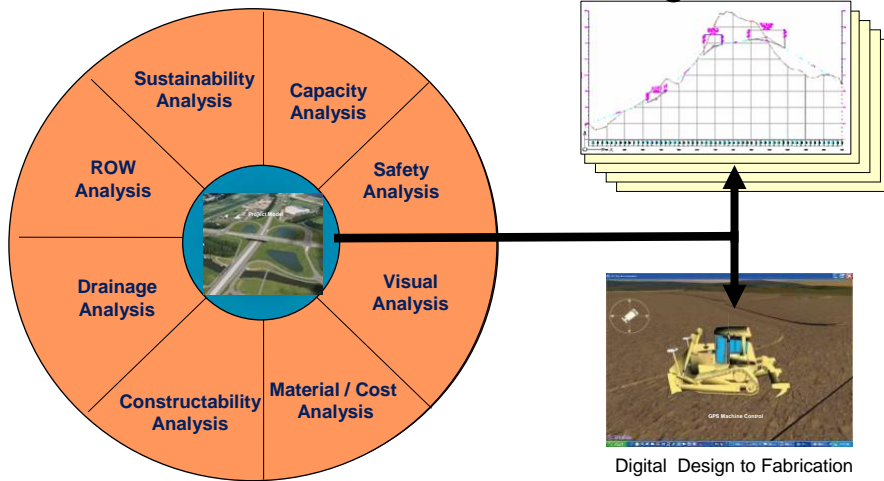 Sustainability
Analysis
Capacity
Analysis
ROW
Analysis
Safety
Analysis
Project Model
Drainage
Analysis
Visual
Analysis
Constructability
Analysis
Material / Cost
Analysis
GPS Machine Control
Digital Design to Fabrication